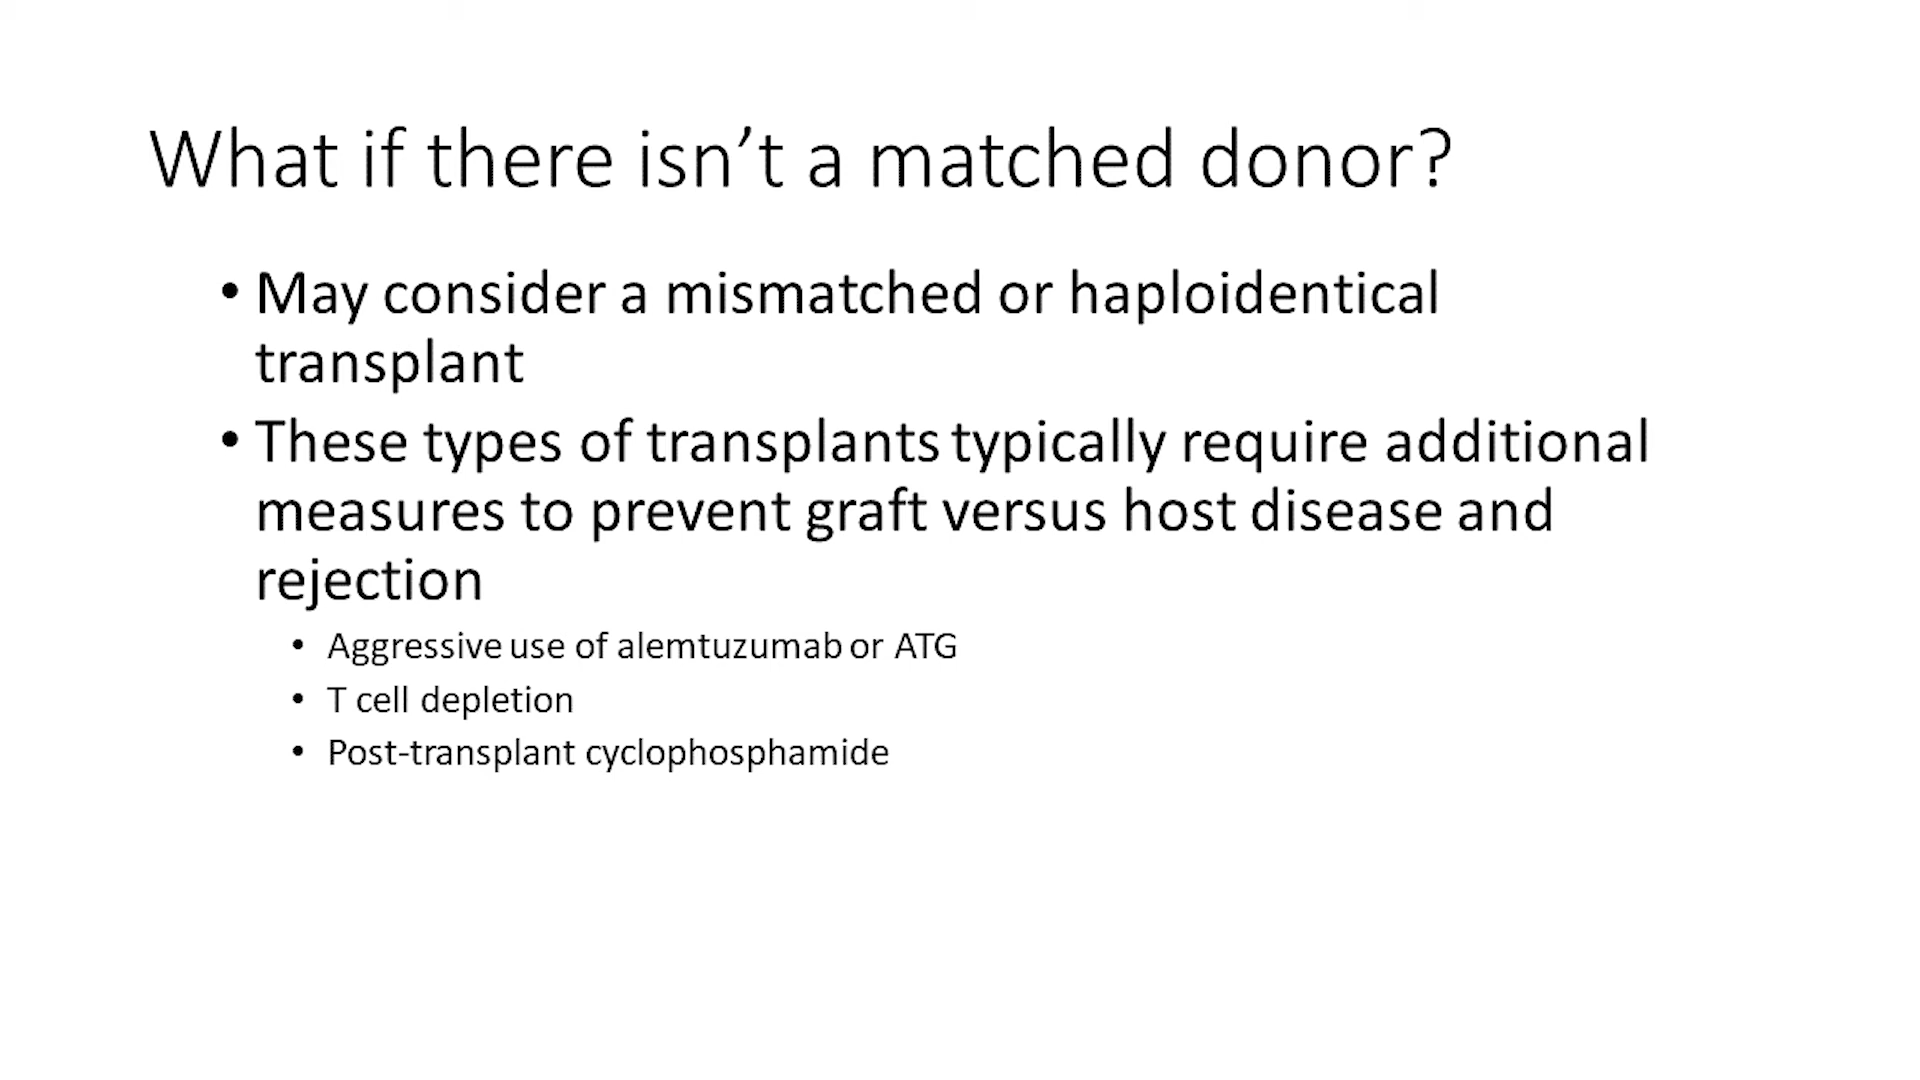 What if there isn’t a matched donor?
• May consider a mismatched or haploidentical
transplant
• These types of transplants typically require additional
measures to prevent graft versus host disease and
rejection
• Aggressive use of alemtuzumab or ATG
• T cell depletion
• Post-transplant cyclophosphamide